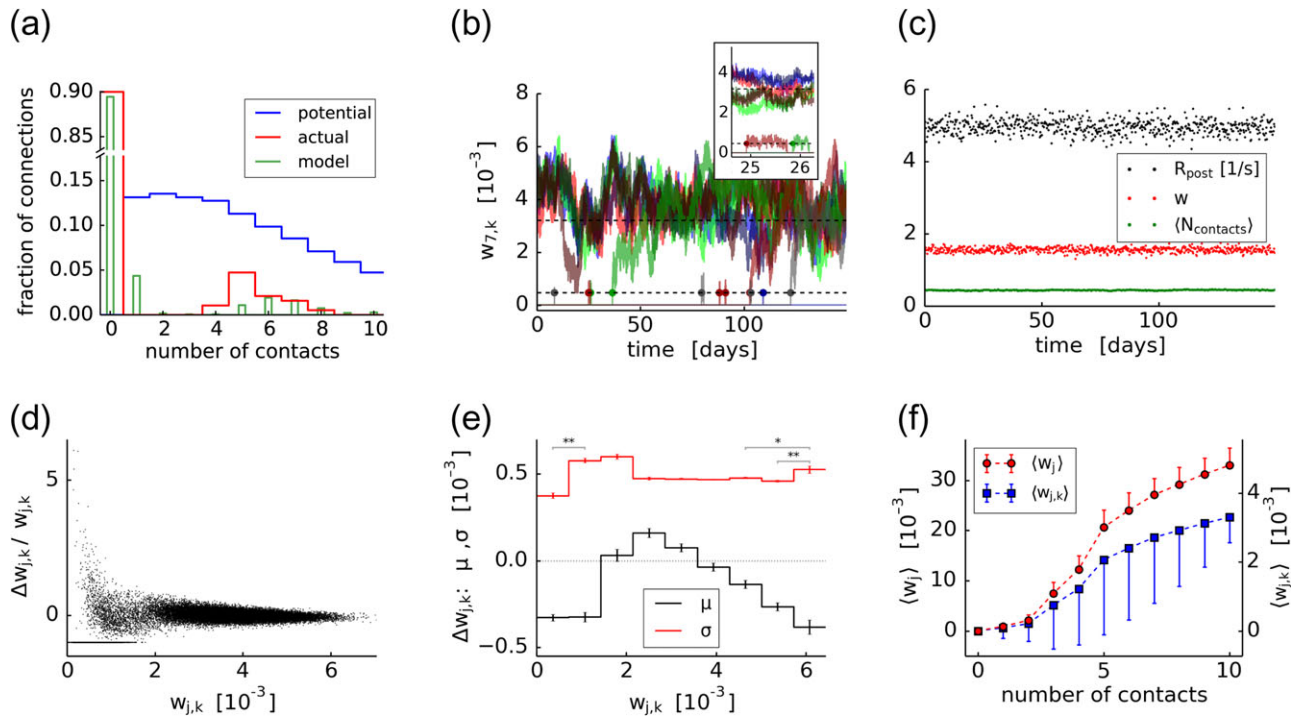 (a)
0.90
0.85
0.15
0.10
0.05
0.00
fraction of connections
potential
actual
model
0 2 4 6 8 10
number of contacts
(b)
8
6
4
2
0
w7,k [10⁻³]
4
2
0
25 26
0 50 100
time [days]
(c)
6
4
2
0
Rpost [1/s]
w
⟨Ncontacts⟩
0 50 100
time [days]
(d)
6
4
2
0
Δwj,k / wj,k
0 2 4 6
wj,k [10⁻³]
(e)
** * **
0.5
0.0
−0.5
Δwj,k: μ ,σ [10⁻³]
μ
σ
0 2 4 6
wj,k [10⁻³]
(f)
⟨wj⟩
⟨wj,k⟩
30
20
10
0
⟨wj⟩ [10⁻³]
4
2
0
⟨wj,k⟩ [10⁻³]
0 5 10
number of contacts